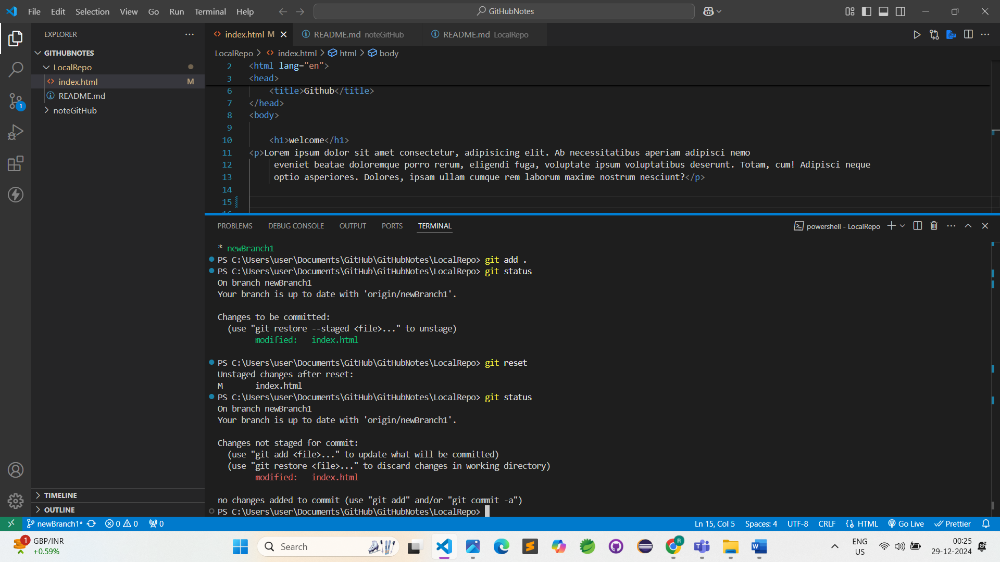 File Edit Selection View Go Run Terminal Help
GitHubNotes
EXPLORER
GITHUBNOTES
LocalRepo
index.html M
README.md
noteGitHub
TIMELINE
OUTLINE
index.html M
README.md noteGitHub
README.md LocalRepo
LocalRepo > index.html > html > body
2 <html lang="en">
3 <head>
6 <title>Github</title>
7 </head>
8 <body>
9
10 <h1>welcome</h1>
11 <p>Lorem ipsum dolor sit amet consectetur, adipisicing elit. Ab necessitatibus aperiam adipisci nemo
12 eveniet beatae doloremque porro rerum, eligendi fuga, voluptate ipsum voluptatibus deserunt. Totam, cum! Adipisci neque
13 optio asperiores. Dolores, ipsam ullam cumque rem laborum maxime nostrum nesciunt?</p>
14
15
PROBLEMS DEBUG CONSOLE OUTPUT PORTS TERMINAL
powershell - LocalRepo
* newBranch1
PS C:\Users\user\Documents\GitHub\GitHubNotes\LocalRepo> git add .
PS C:\Users\user\Documents\GitHub\GitHubNotes\LocalRepo> git status
On branch newBranch1
Your branch is up to date with 'origin/newBranch1'.
Changes to be committed:
(use "git restore --staged <file>..." to unstage)
modified: index.html
PS C:\Users\user\Documents\GitHub\GitHubNotes\LocalRepo> git reset
Unstaged changes after reset:
M index.html
PS C:\Users\user\Documents\GitHub\GitHubNotes\LocalRepo> git status
On branch newBranch1
Your branch is up to date with 'origin/newBranch1'.
Changes not staged for commit:
(use "git add <file>..." to update what will be committed)
(use "git restore <file>..." to discard changes in working directory)
modified: index.html
no changes added to commit (use "git add" and/or "git commit -a")
PS C:\Users\user\Documents\GitHub\GitHubNotes\LocalRepo>
1
newBranch1* 0 0 0
Ln 15, Col 5 Spaces: 4 UTF-8 CRLF HTML Go Live Prettier
1
GBP/INR
+0.59%
Search
R
ENG
US
00:25
29-12-2024